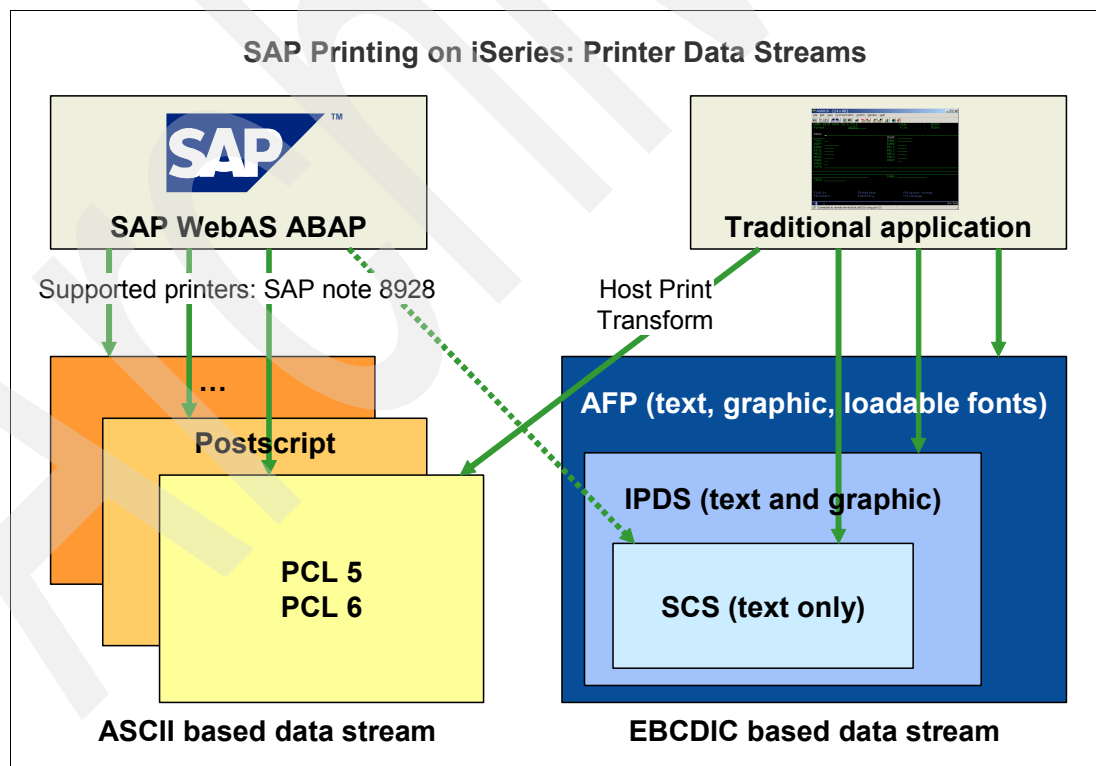 SAP Printing on iSeries: Printer Data Streams
SAP
TM
SAP WebAS ABAP
Traditional application
Supported printers: SAP note 8928
Host Print
Transform
...
Postscript
PCL 5
PCL 6
AFP (text, graphic, loadable fonts)
IPDS (text and graphic)
SCS (text only)
ASCII based data stream
EBCDIC based data stream